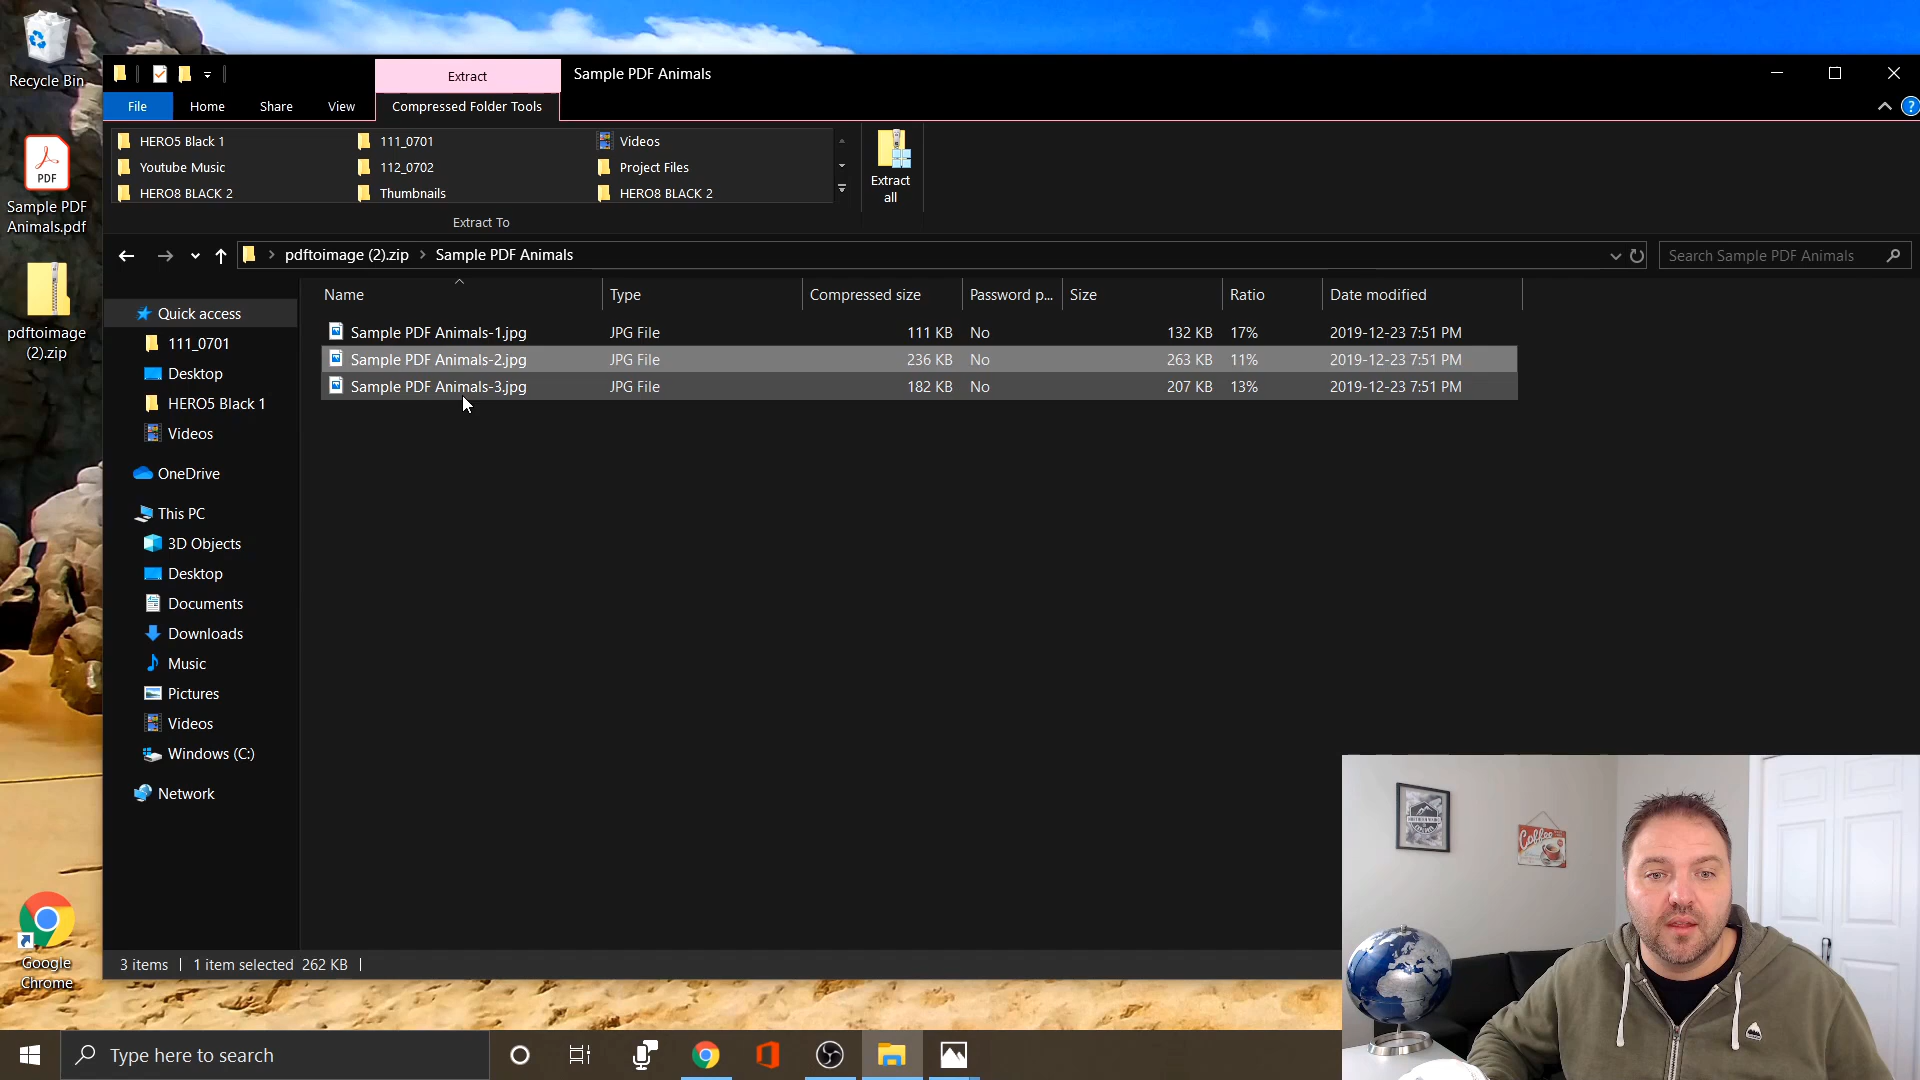 Recycle Bin
PDF
Sample PDF
Animals.pdf
pdftoimage
(2).zip
Google
Chrome
Extract
Sample PDF Animals
File
Home
Share
View
Compressed Folder Tools
?
HERO5 Black 1
111_0701
Videos
Youtube Music
112_0702
Project Files
HERO8 BLACK 2
Thumbnails
HERO8 BLACK 2
Extract To
Extract
all
pdftoimage (2).zip
Sample PDF Animals
Search Sample PDF Animals
Name
Type
Compressed size
Password p...
Size
Ratio
Date modified
Sample PDF Animals-1.jpg JPG File 111 KB No 132 KB 17% 2019-12-23 7:51 PM
Sample PDF Animals-2.jpg JPG File 236 KB No 263 KB 11% 2019-12-23 7:51 PM
Sample PDF Animals-3.jpg JPG File 182 KB No 207 KB 13% 2019-12-23 7:51 PM
Quick access
111_0701
Desktop
HERO5 Black 1
Videos
OneDrive
This PC
3D Objects
Desktop
Documents
Downloads
Music
Pictures
Videos
Windows (C:)
Network
3 items
1 item selected 262 KB
Coffee
Type here to search